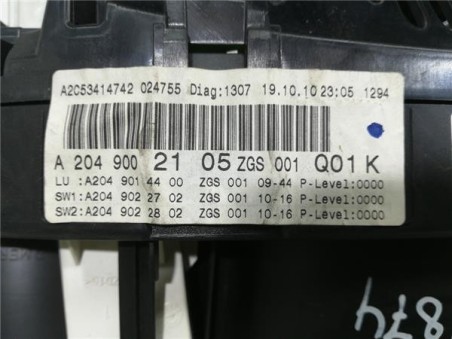 A2C53414742 024755 Diag:1307 19.10.10 23:05 1294
A 204 900 21 05 ZGS 001 Q01 K
LU : A204 901 44 00 ZGS 001 09-44 P-Level:0000
SW1: A204 902 27 02 ZGS 001 10-16 P-Level:0000
SW2: A204 902 28 02 ZGS 001 10-16 P-Level:0000
874